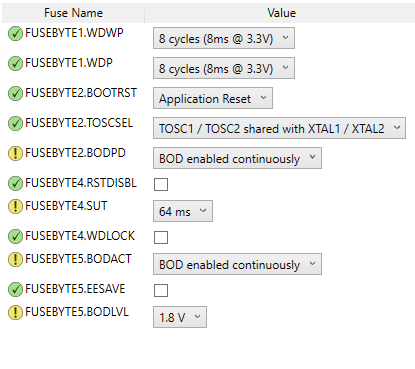 Fuse Name Value
FUSEBYTE1.WDWP 8 cycles (8ms @ 3.3V)
FUSEBYTE1.WDP 8 cycles (8ms @ 3.3V)
FUSEBYTE2.BOOTRST Application Reset
FUSEBYTE2.TOSCSEL TOSC1 / TOSC2 shared with XTAL1 / XTAL2
FUSEBYTE2.BODPD BOD enabled continuously
FUSEBYTE4.RSTDISBL
FUSEBYTE4.SUT 64 ms
FUSEBYTE4.WDLOCK
FUSEBYTE5.BODACT BOD enabled continuously
FUSEBYTE5.EESAVE
FUSEBYTE5.BODLVL 1.8 V